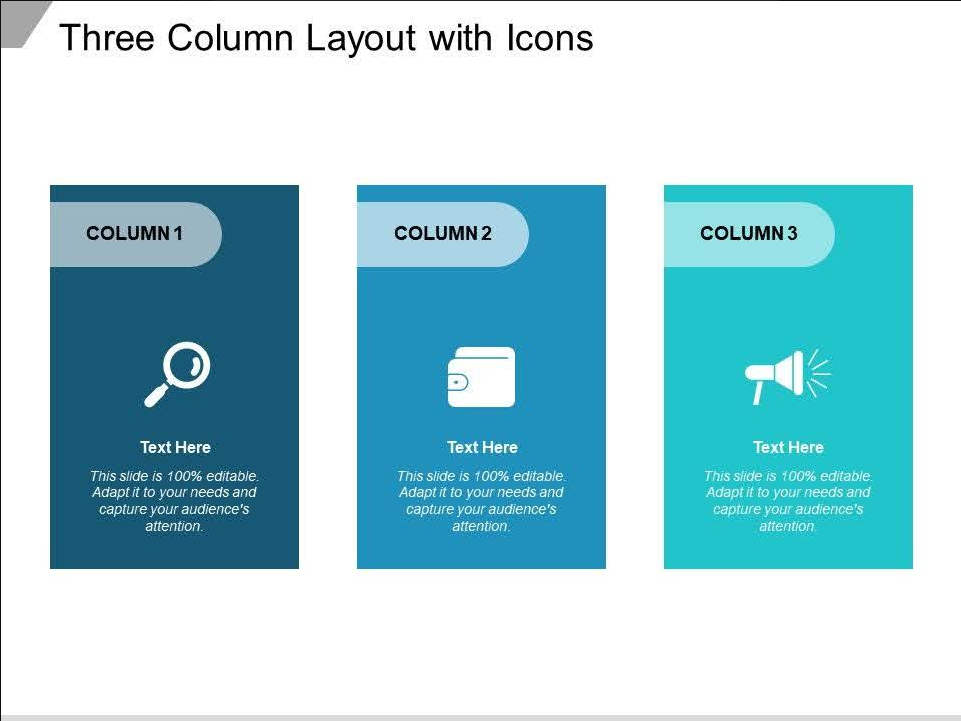 Three Column Layout with Icons
COLUMN 1
Text Here
This slide is 100% editable.
Adapt it to your needs and
capture your audience's
attention.
COLUMN 2
Text Here
This slide is 100% editable.
Adapt it to your needs and
capture your audience's
attention.
COLUMN 3
Text Here
This slide is 100% editable.
Adapt it to your needs and
capture your audience's
attention.